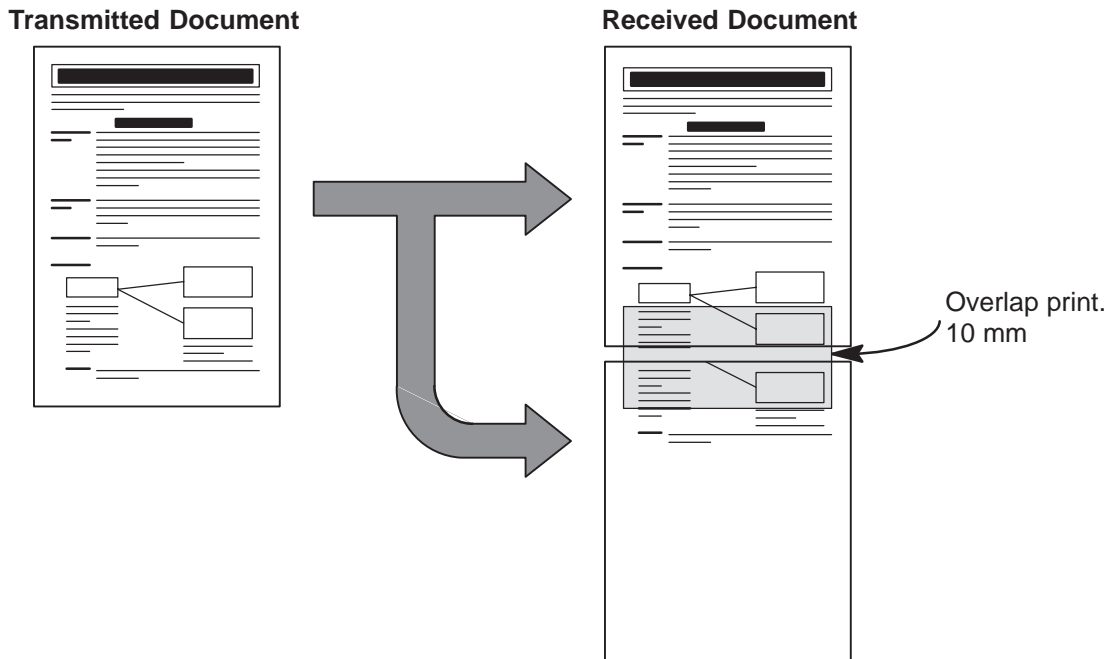 Transmitted Document
Received Document
Overlap print.
10 mm